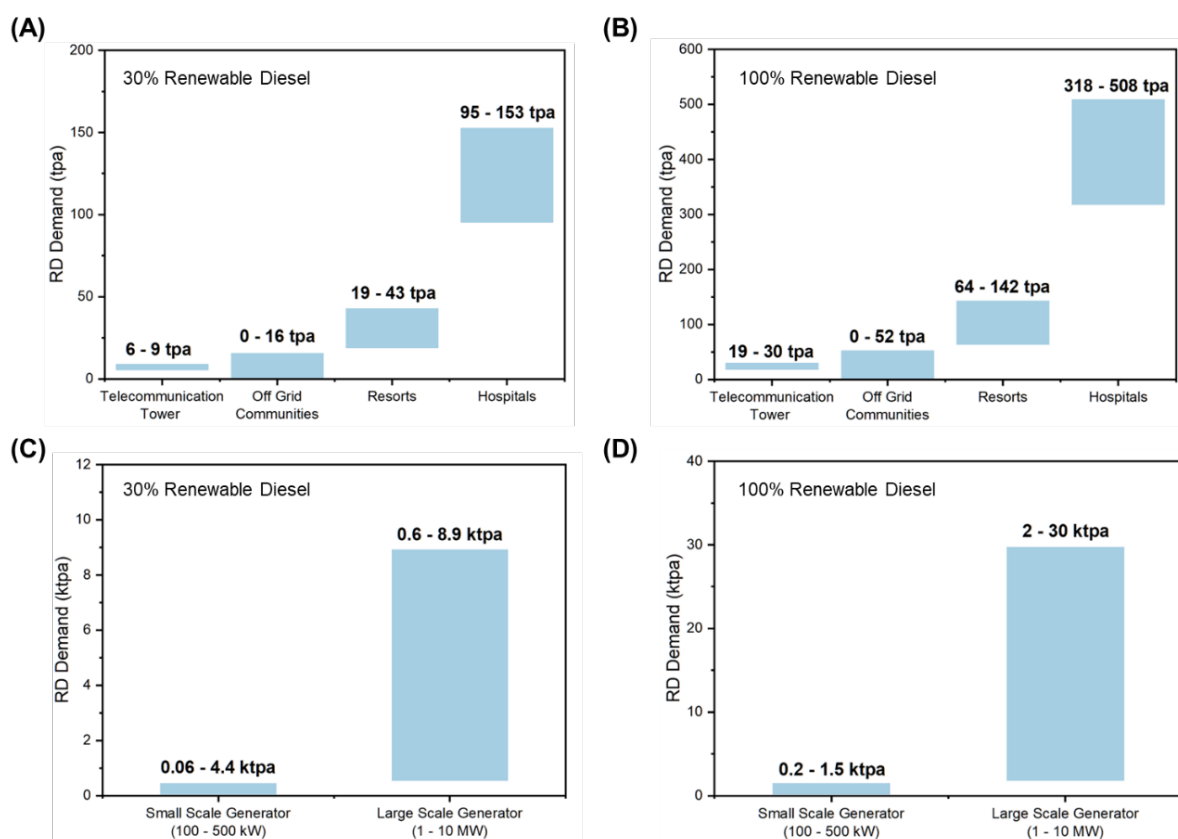 (A)
200
30% Renewable Diesel
95 - 153 tpa
150
RD Demand (tpa)
100
19 - 43 tpa
50
0 - 16 tpa
6 - 9 tpa
0
Telecommunication
Tower
Off Grid
Communities
Resorts
Hospitals
(B)
600
318 - 508 tpa
100% Renewable Diesel
500
400
RD Demand (tpa)
300
200
64 - 142 tpa
100
0 - 52 tpa
19 - 30 tpa
0
Telecommunication
Tower
Off Grid
Communities
Resorts
Hospitals
(C)
12
30% Renewable Diesel
10
0.6 - 8.9 ktpa
8
RD Demand (ktpa)
6
4
2
0.06 - 4.4 ktpa
0
Small Scale Generator
(100 - 500 kW)
Large Scale Generator
(1 - 10 MW)
(D)
40
100% Renewable Diesel
2 - 30 ktpa
30
RD Demand (ktpa)
20
10
0.2 - 1.5 ktpa
0
Small Scale Generator
(100 - 500 kW)
Large Scale Generator
(1 - 10 MW)